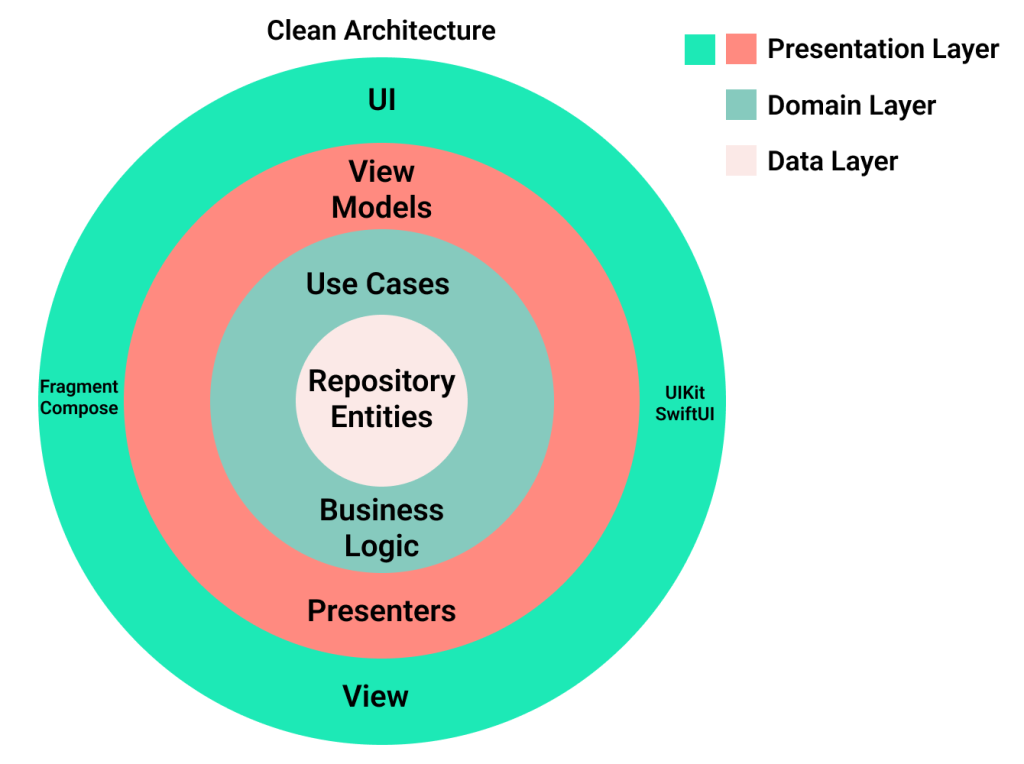 Clean Architecture
Presentation Layer
Domain Layer
Data Layer
UI
View
Models
Use Cases
Repository
Entities
Fragment
Compose
UIKit
SwiftUI
Business
Logic
Presenters
View